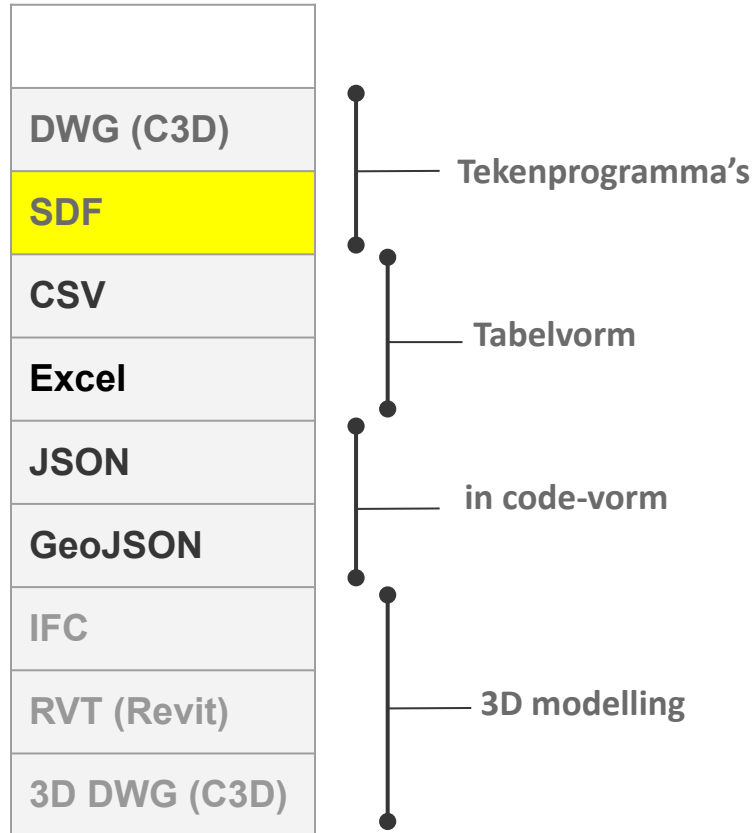 DWG (C3D)
SDF
CSV
Excel
JSON
GeoJSON
IFC
RVT (Revit)
3D DWG (C3D)
Tekenprogramma’s
Tabelvorm
in code-vorm
3D modelling